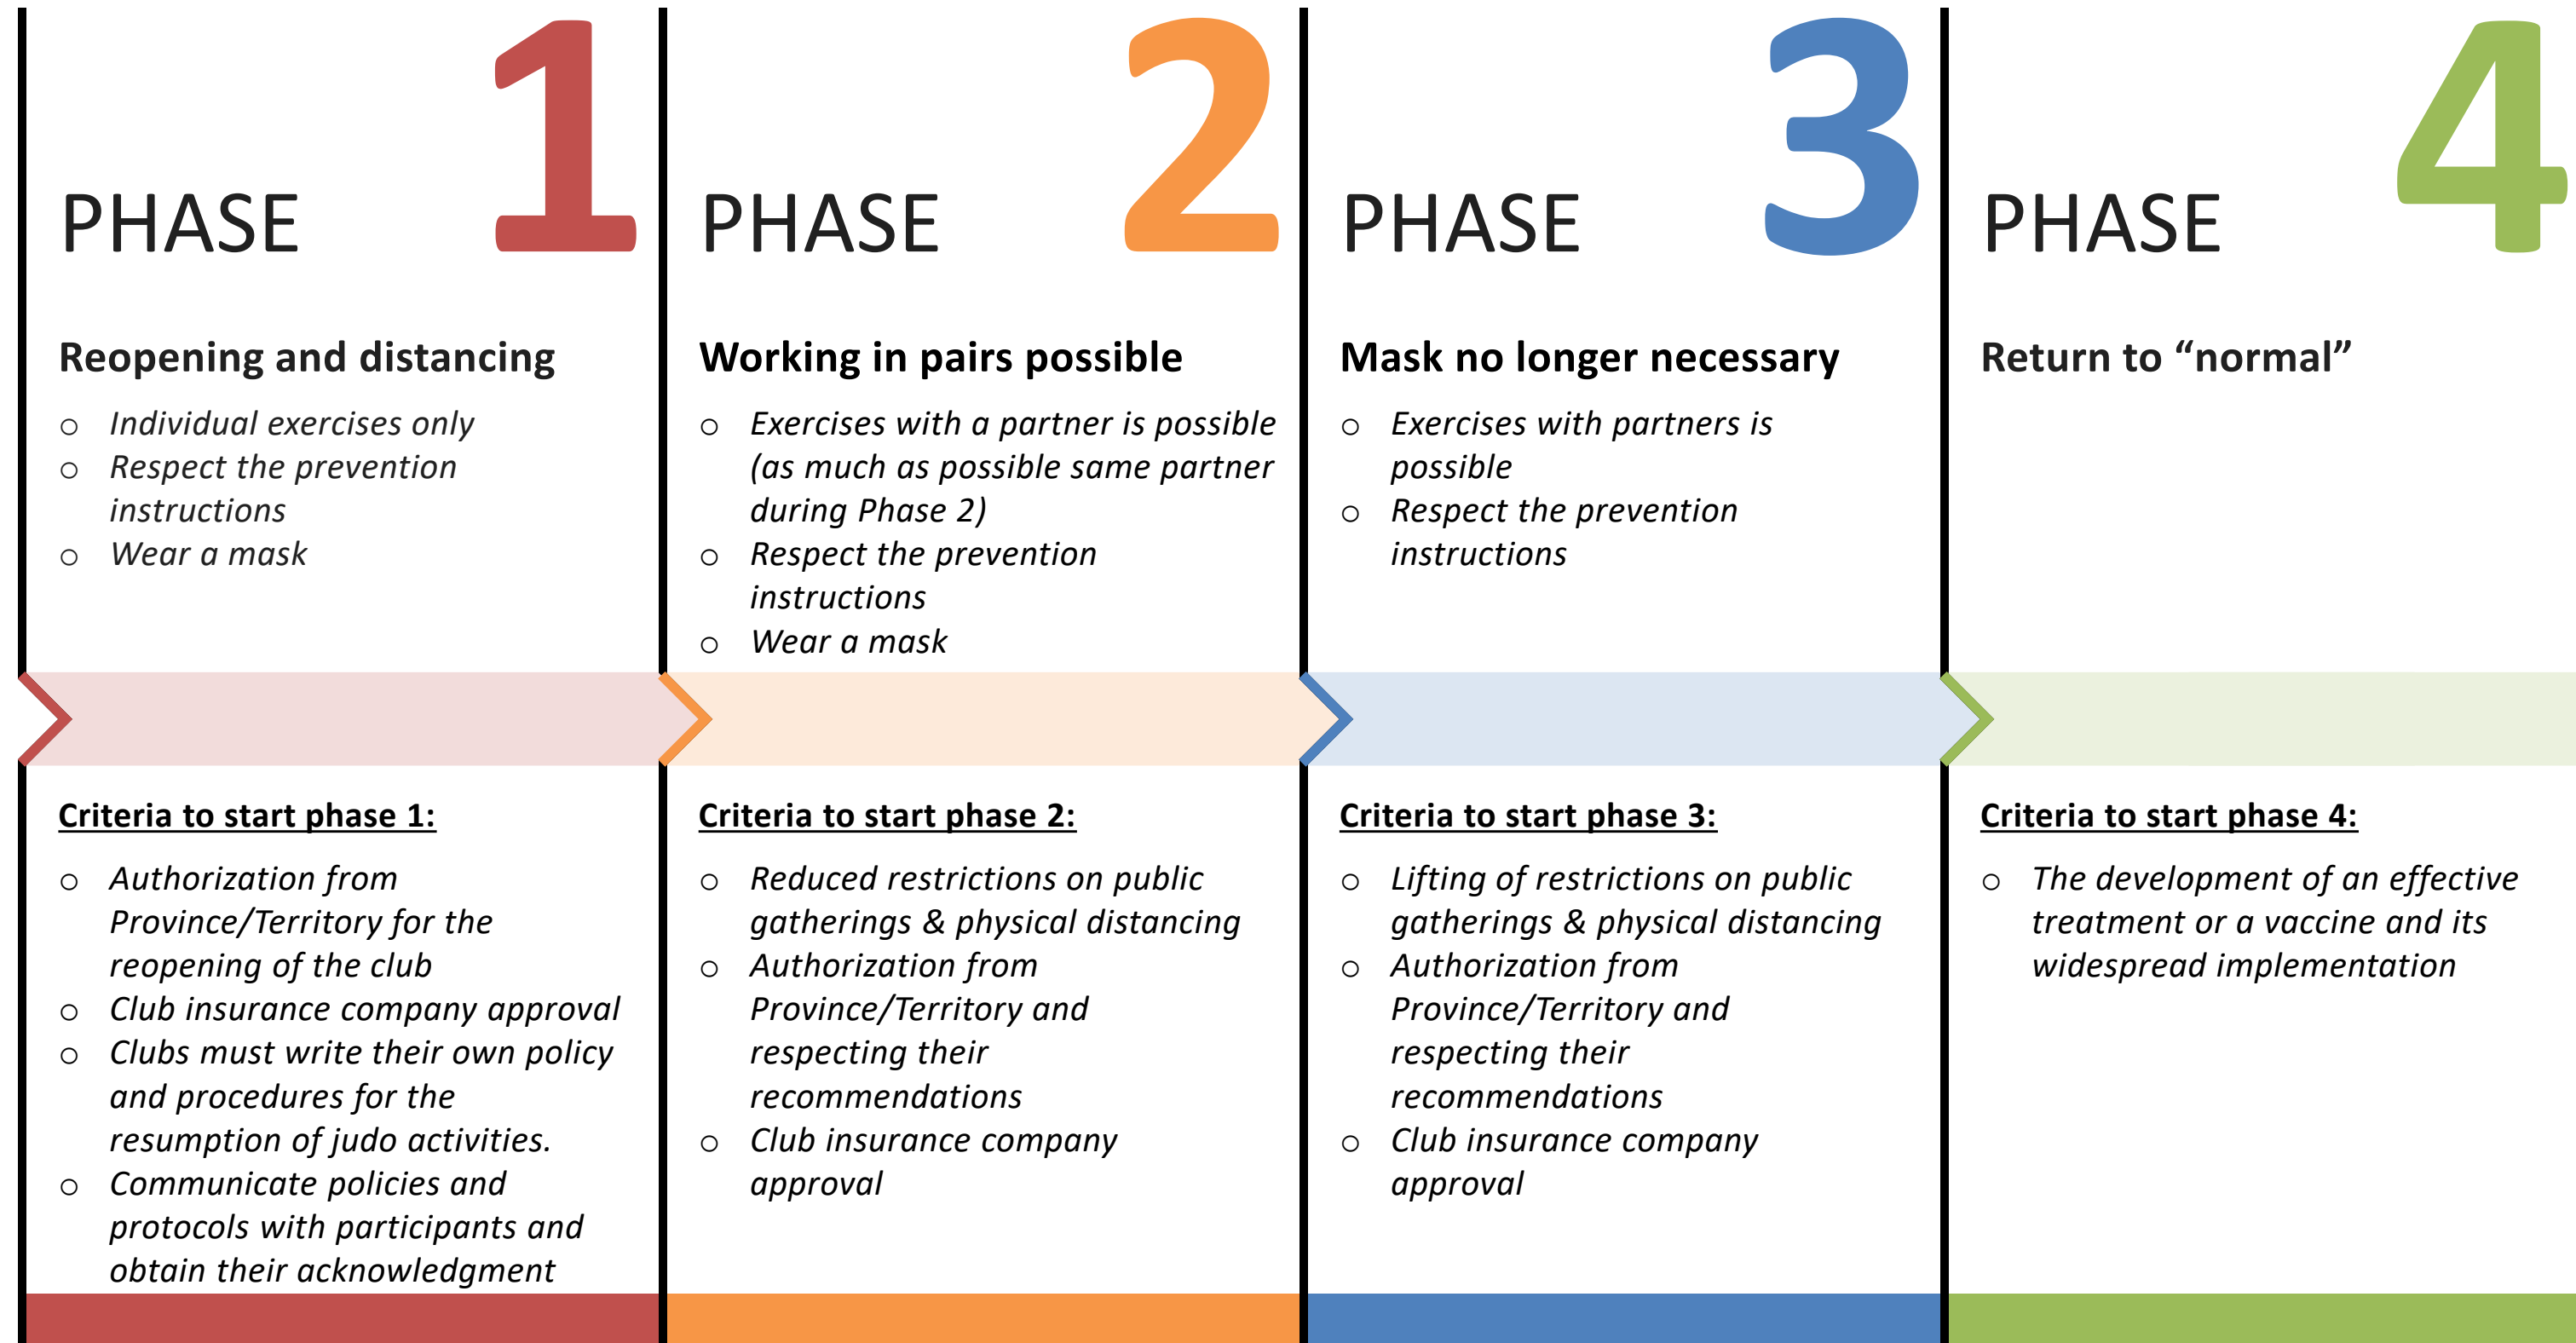 PHASE 1
Reopening and distancing
o Individual exercises only
o Respect the prevention
instructions
o Wear a mask
Criteria to start phase 1:
o Authorization from
Province/Territory for the
reopening of the club
o Club insurance company approval
o Clubs must write their own policy
and procedures for the
resumption of judo activities.
o Communicate policies and
protocols with participants and
obtain their acknowledgment
PHASE 2
Working in pairs possible
o Exercises with a partner is possible
(as much as possible same partner
during Phase 2)
o Respect the prevention
instructions
o Wear a mask
Criteria to start phase 2:
o Reduced restrictions on public
gatherings & physical distancing
o Authorization from
Province/Territory and
respecting their
recommendations
o Club insurance company
approval
PHASE 3
Mask no longer necessary
o Exercises with partners is
possible
o Respect the prevention
instructions
Criteria to start phase 3:
o Lifting of restrictions on public
gatherings & physical distancing
o Authorization from
Province/Territory and
respecting their
recommendations
o Club insurance company
approval
PHASE 4
Return to “normal”
Criteria to start phase 4:
o The development of an effective
treatment or a vaccine and its
widespread implementation